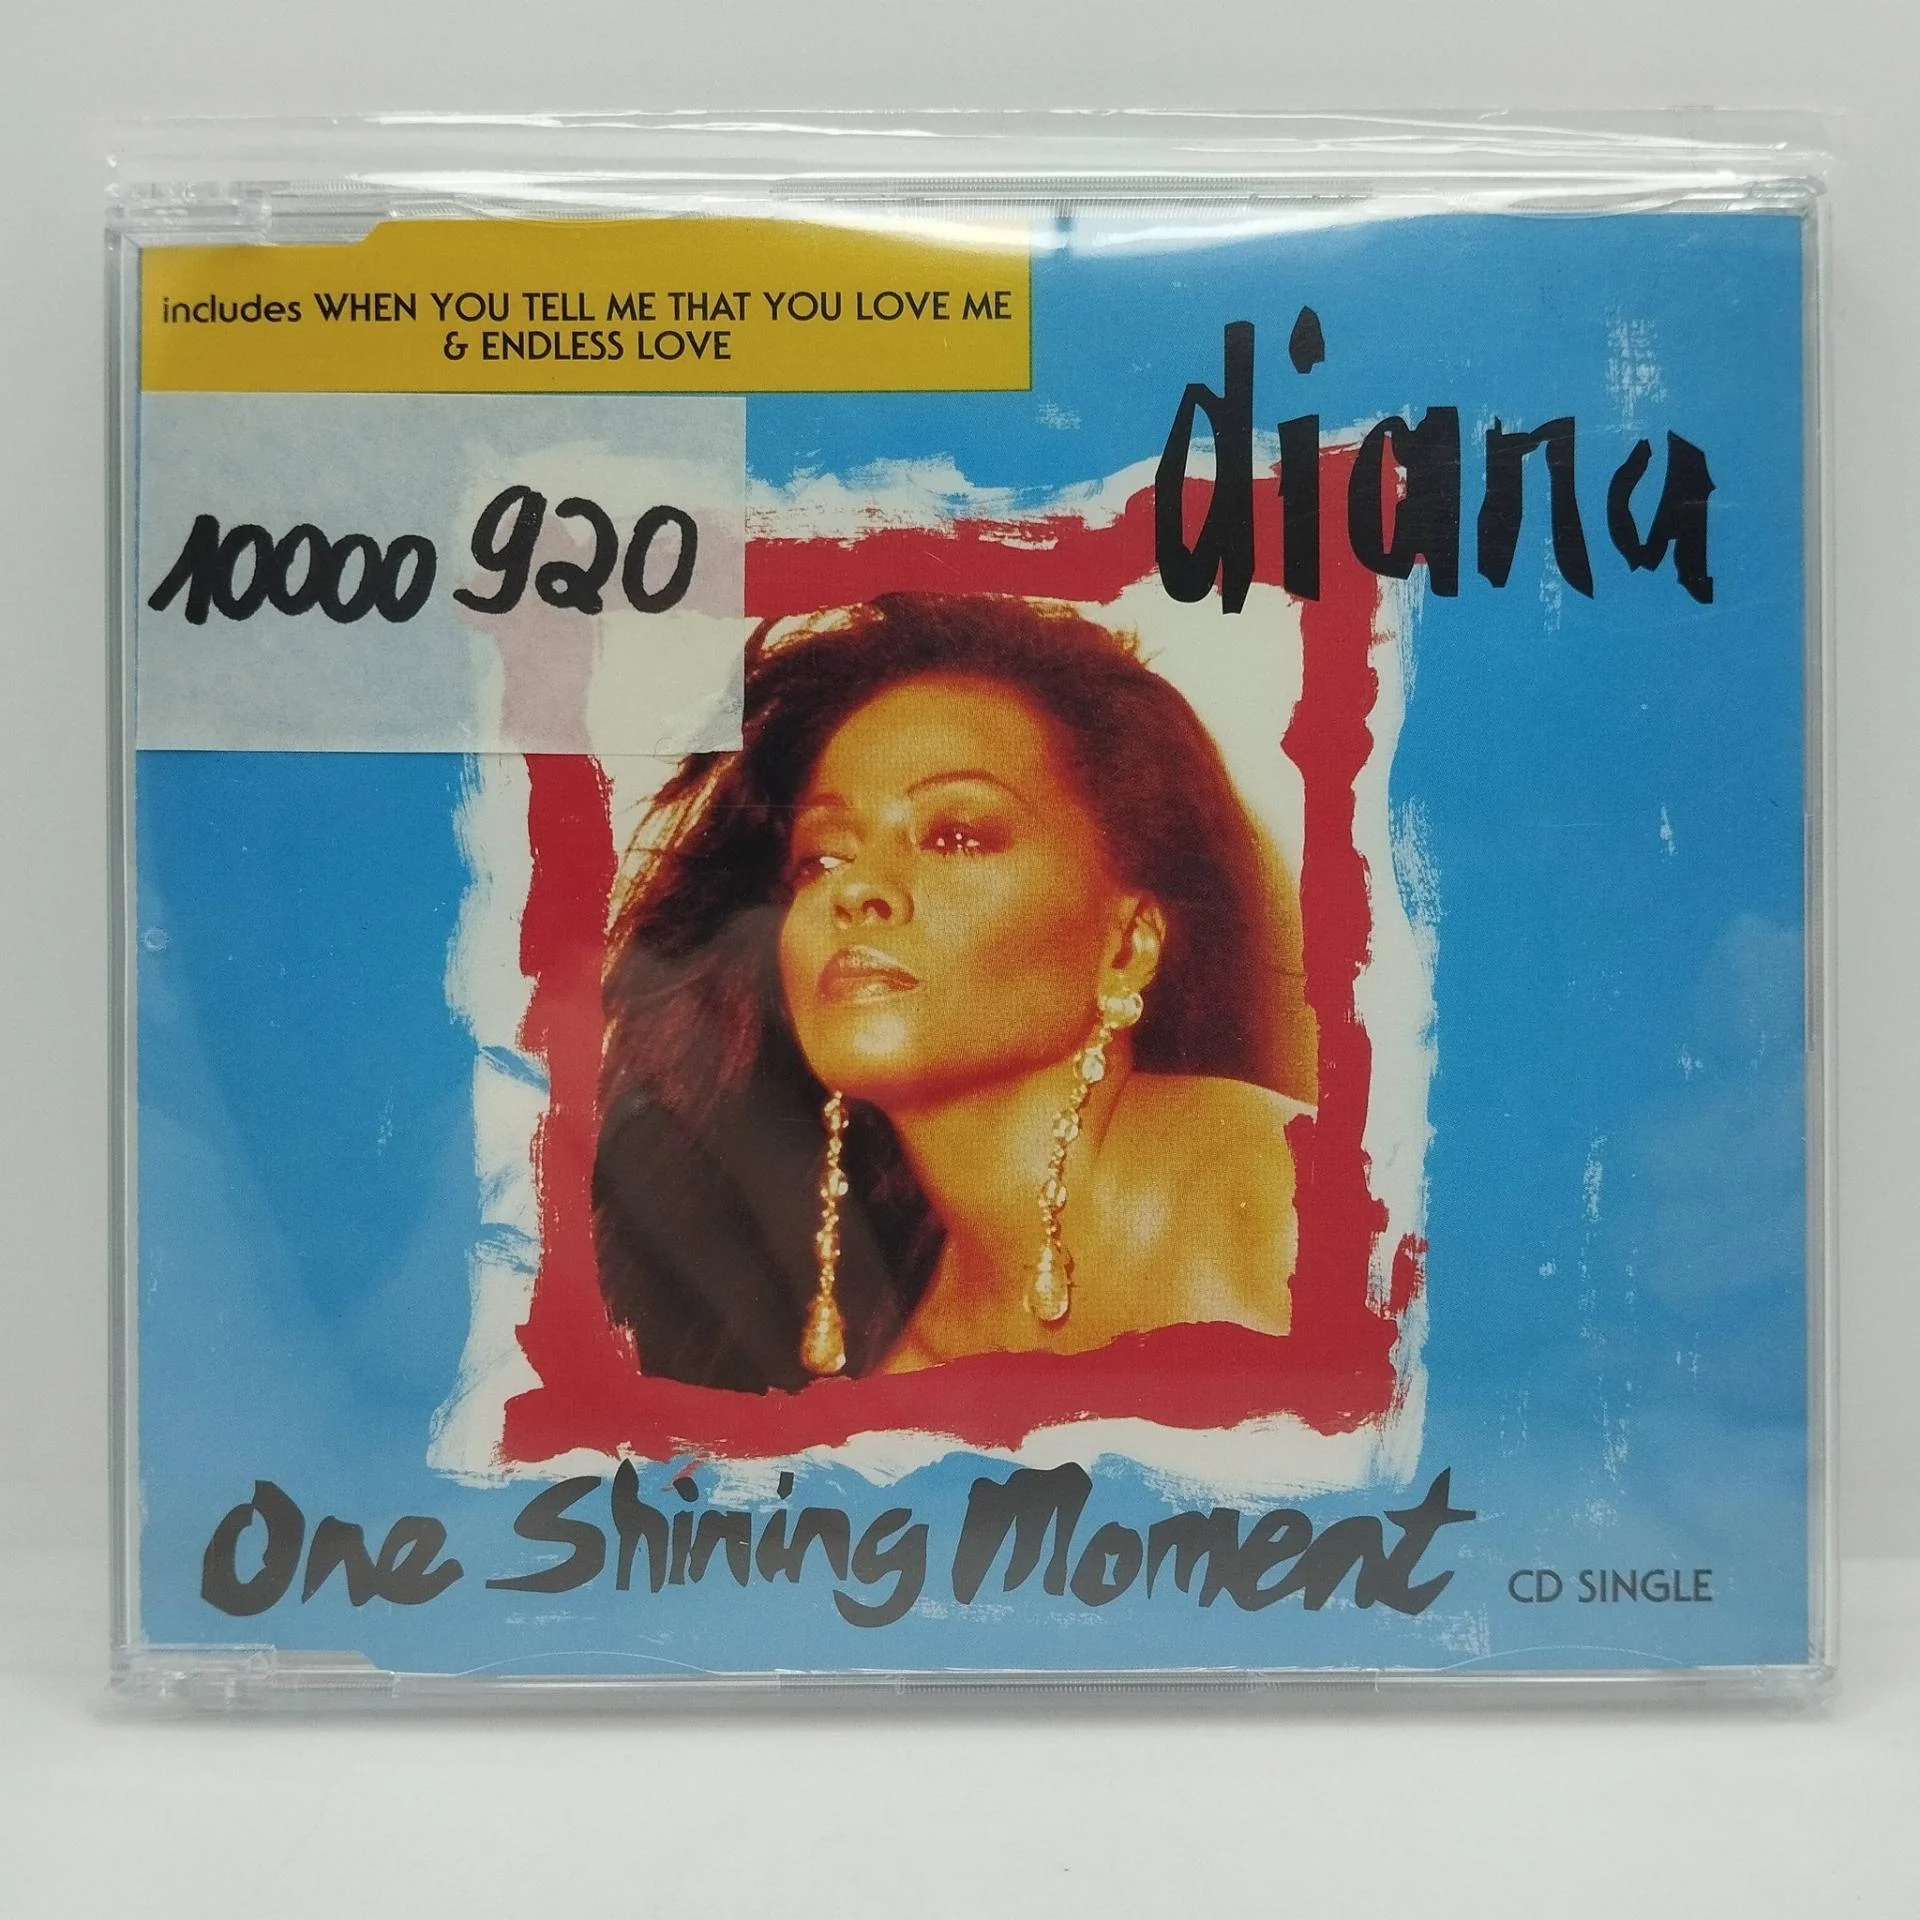 includes WHEN YOU TELL ME THAT YOU LOVE ME
& ENDLESS LOVE
diana
10000 920
One Shining Moment
CD SINGLE